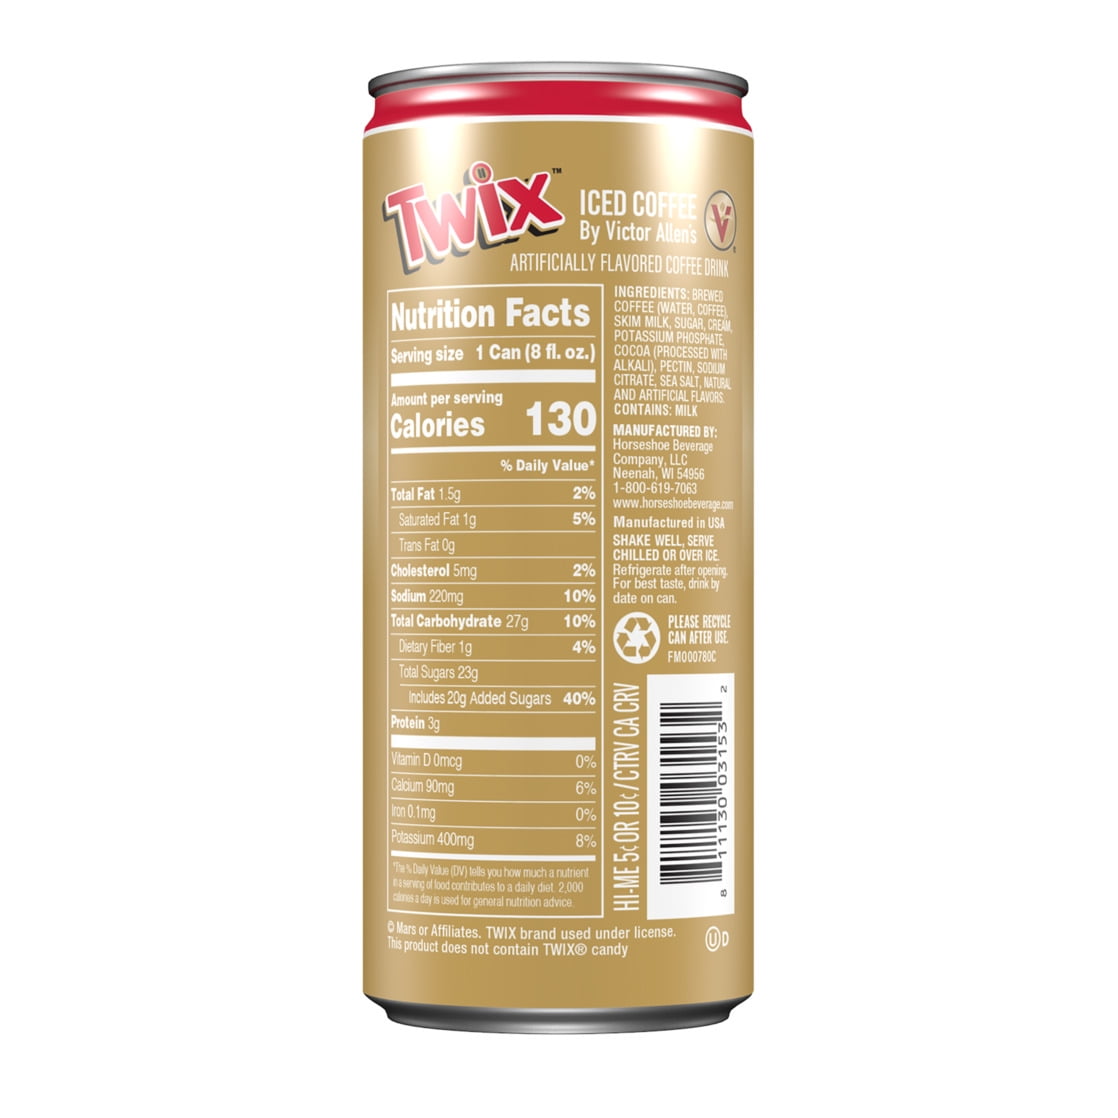 TWIX™
ICED COFFEE
By Victor Allen's
V®
ARTIFICIALLY FLAVORED COFFEE DRINK
Nutrition Facts
Serving size 1 Can (8 fl. oz.)
Amount per serving
Calories 130
% Daily Value*
Total Fat 1.5g 2%
Saturated Fat 1g 5%
Trans Fat 0g
Cholesterol 5mg 2%
Sodium 220mg 10%
Total Carbohydrate 27g 10%
Dietary Fiber 1g 4%
Total Sugars 23g
Includes 20g Added Sugars 40%
Protein 3g
Vitamin D 0mcg 0%
Calcium 90mg 6%
Iron 0.1mg 0%
Potassium 400mg 8%
*The % Daily Value (DV) tells you how much a nutrient
in a serving of food contributes to a daily diet. 2,000
calories a day is used for general nutrition advice.
INGREDIENTS: BREWED
COFFEE (WATER, COFFEE),
SKIM MILK, SUGAR, CREAM,
POTASSIUM PHOSPHATE,
COCOA (PROCESSED WITH
ALKALI), PECTIN, SODIUM
CITRATE, SEA SALT, NATURAL
AND ARTIFICIAL FLAVORS.
CONTAINS: MILK
MANUFACTURED BY:
Horseshoe Beverage
Company, LLC
Neenah, WI 54956
1-800-619-7063
www.horseshoebeverage.com
Manufactured in USA
SHAKE WELL, SERVE
CHILLED OR OVER ICE.
Refrigerate after opening.
For best taste, drink by
date on can.
PLEASE RECYCLE
CAN AFTER USE.
FM000780C
HI-ME 5¢ OR 10¢/CTRV CA CRV
8 11130 03153 2
© Mars or Affiliates. TWIX brand used under license.
This product does not contain TWIX® candy
U D